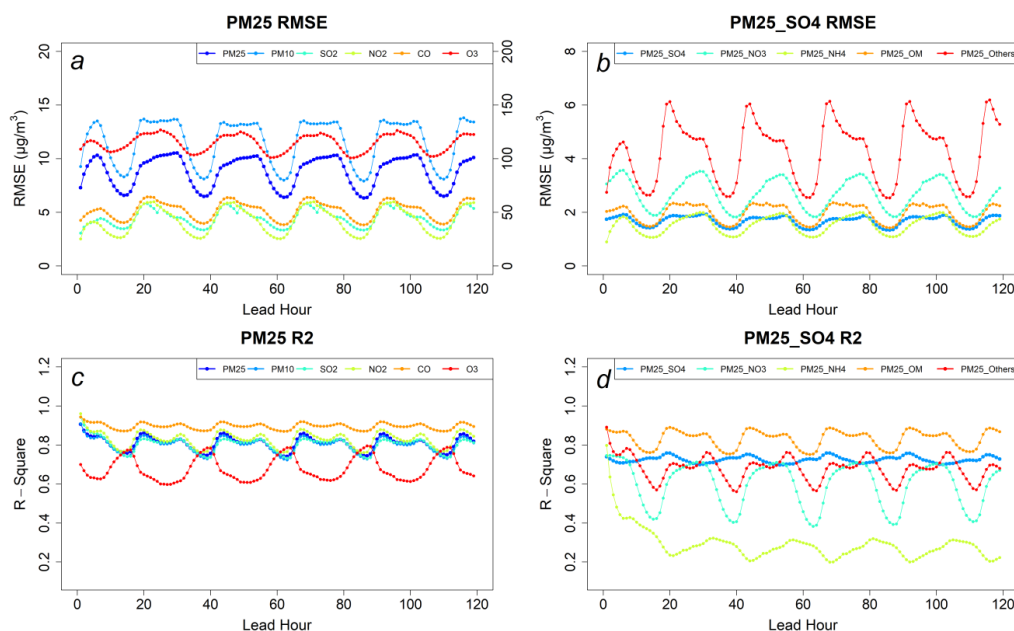 PM25 RMSE
a
PM25 PM10 SO2 NO2 CO O3
RMSE (μg/m³)
20
15
10
5
0
200
150
100
50
0
0 20 40 60 80 100 120
Lead Hour
PM25_SO4 RMSE
b
PM25_SO4 PM25_NO3 PM25_NH4 PM25_OM PM25_Others
RMSE (μg/m³)
8
6
4
2
0
0 20 40 60 80 100 120
Lead Hour
PM25 R2
c
PM25 PM10 SO2 NO2 CO O3
R − Square
1.2
1.0
0.8
0.6
0.4
0.2
0 20 40 60 80 100 120
Lead Hour
PM25_SO4 R2
d
PM25_SO4 PM25_NO3 PM25_NH4 PM25_OM PM25_Others
R − Square
1.2
1.0
0.8
0.6
0.4
0.2
0 20 40 60 80 100 120
Lead Hour